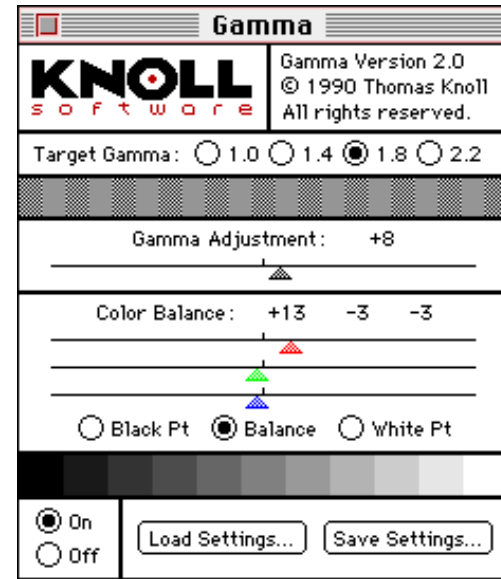 Gamma
KNOLL
software
Gamma Version 2.0
© 1990 Thomas Knoll
All rights reserved.
Target Gamma: 1.0 1.4 1.8 2.2
Gamma Adjustment: +8
Color Balance: +13 -3 -3
Black Pt Balance White Pt
On
Off
Load Settings... Save Settings...